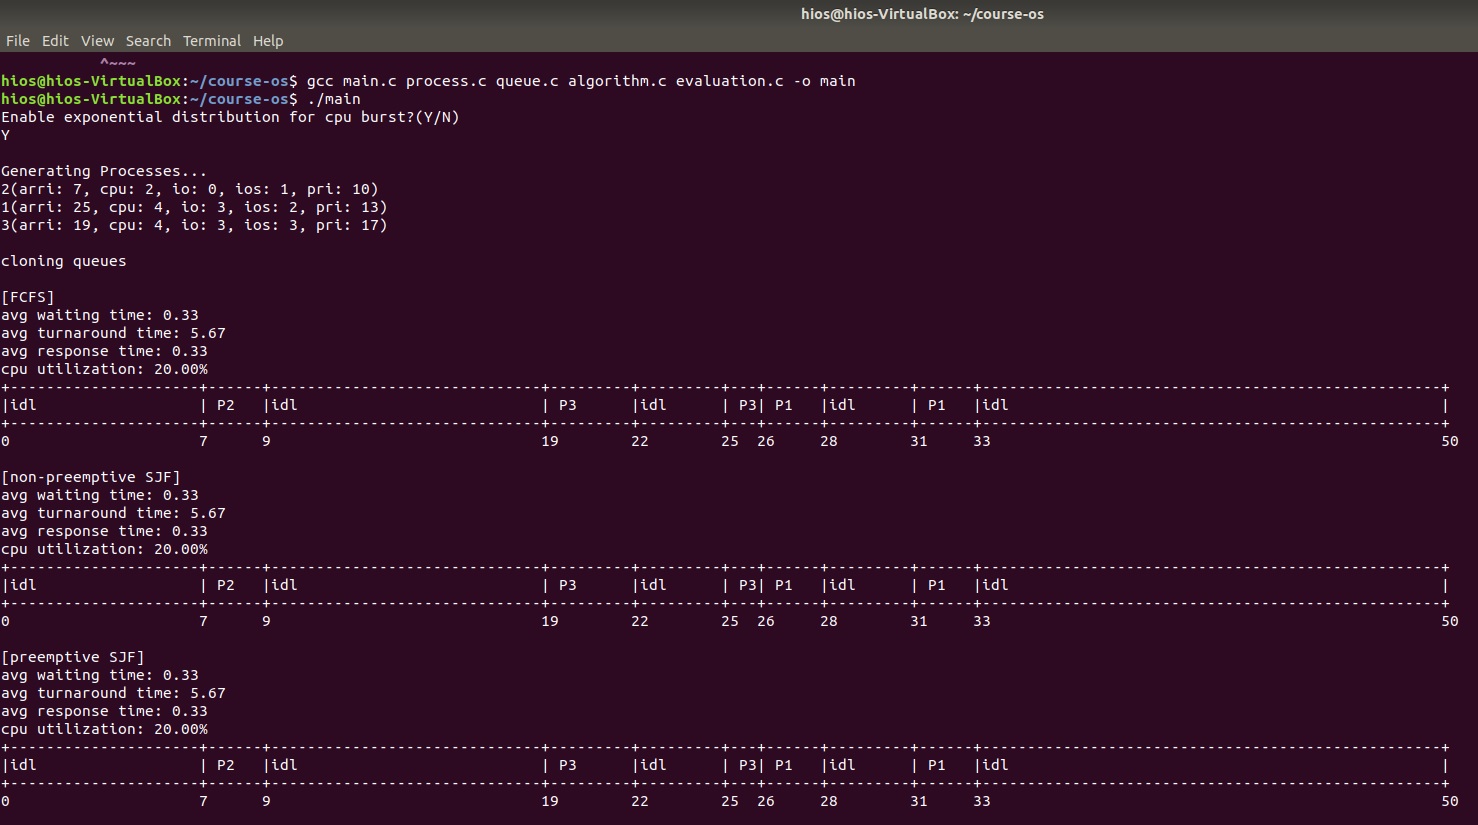 hios@hios-VirtualBox: ~/course-os
File Edit View Search Terminal Help
^~~~
hios@hios-VirtualBox:~/course-os$ gcc main.c process.c queue.c algorithm.c evaluation.c -o main
hios@hios-VirtualBox:~/course-os$ ./main
Enable exponential distribution for cpu burst?(Y/N)
Y
Generating Processes...
2(arri: 7, cpu: 2, io: 0, ios: 1, pri: 10)
1(arri: 25, cpu: 4, io: 3, ios: 2, pri: 13)
3(arri: 19, cpu: 4, io: 3, ios: 3, pri: 17)
cloning queues
[FCFS]
avg waiting time: 0.33
avg turnaround time: 5.67
avg response time: 0.33
cpu utilization: 20.00%
+---------------------+------+------------------------------+---------+---------+---+------+---------+------+---------------------------------------------------+
|idl                  | P2   |idl                           | P3      |idl      | P3| P1   |idl      | P1   |idl                                                |
+---------------------+------+------------------------------+---------+---------+---+------+---------+------+---------------------------------------------------+
0                     7      9                              19        22        25  26     28        31     33                                                  50
[non-preemptive SJF]
avg waiting time: 0.33
avg turnaround time: 5.67
avg response time: 0.33
cpu utilization: 20.00%
+---------------------+------+------------------------------+---------+---------+---+------+---------+------+---------------------------------------------------+
|idl                  | P2   |idl                           | P3      |idl      | P3| P1   |idl      | P1   |idl                                                |
+---------------------+------+------------------------------+---------+---------+---+------+---------+------+---------------------------------------------------+
0                     7      9                              19        22        25  26     28        31     33                                                  50
[preemptive SJF]
avg waiting time: 0.33
avg turnaround time: 5.67
avg response time: 0.33
cpu utilization: 20.00%
+---------------------+------+------------------------------+---------+---------+---+------+---------+------+---------------------------------------------------+
|idl                  | P2   |idl                           | P3      |idl      | P3| P1   |idl      | P1   |idl                                                |
+---------------------+------+------------------------------+---------+---------+---+------+---------+------+---------------------------------------------------+
0                     7      9                              19        22        25  26     28        31     33                                                  50